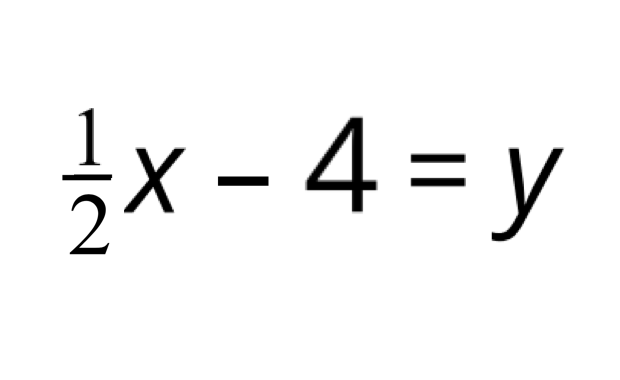 ½x – 4 = y